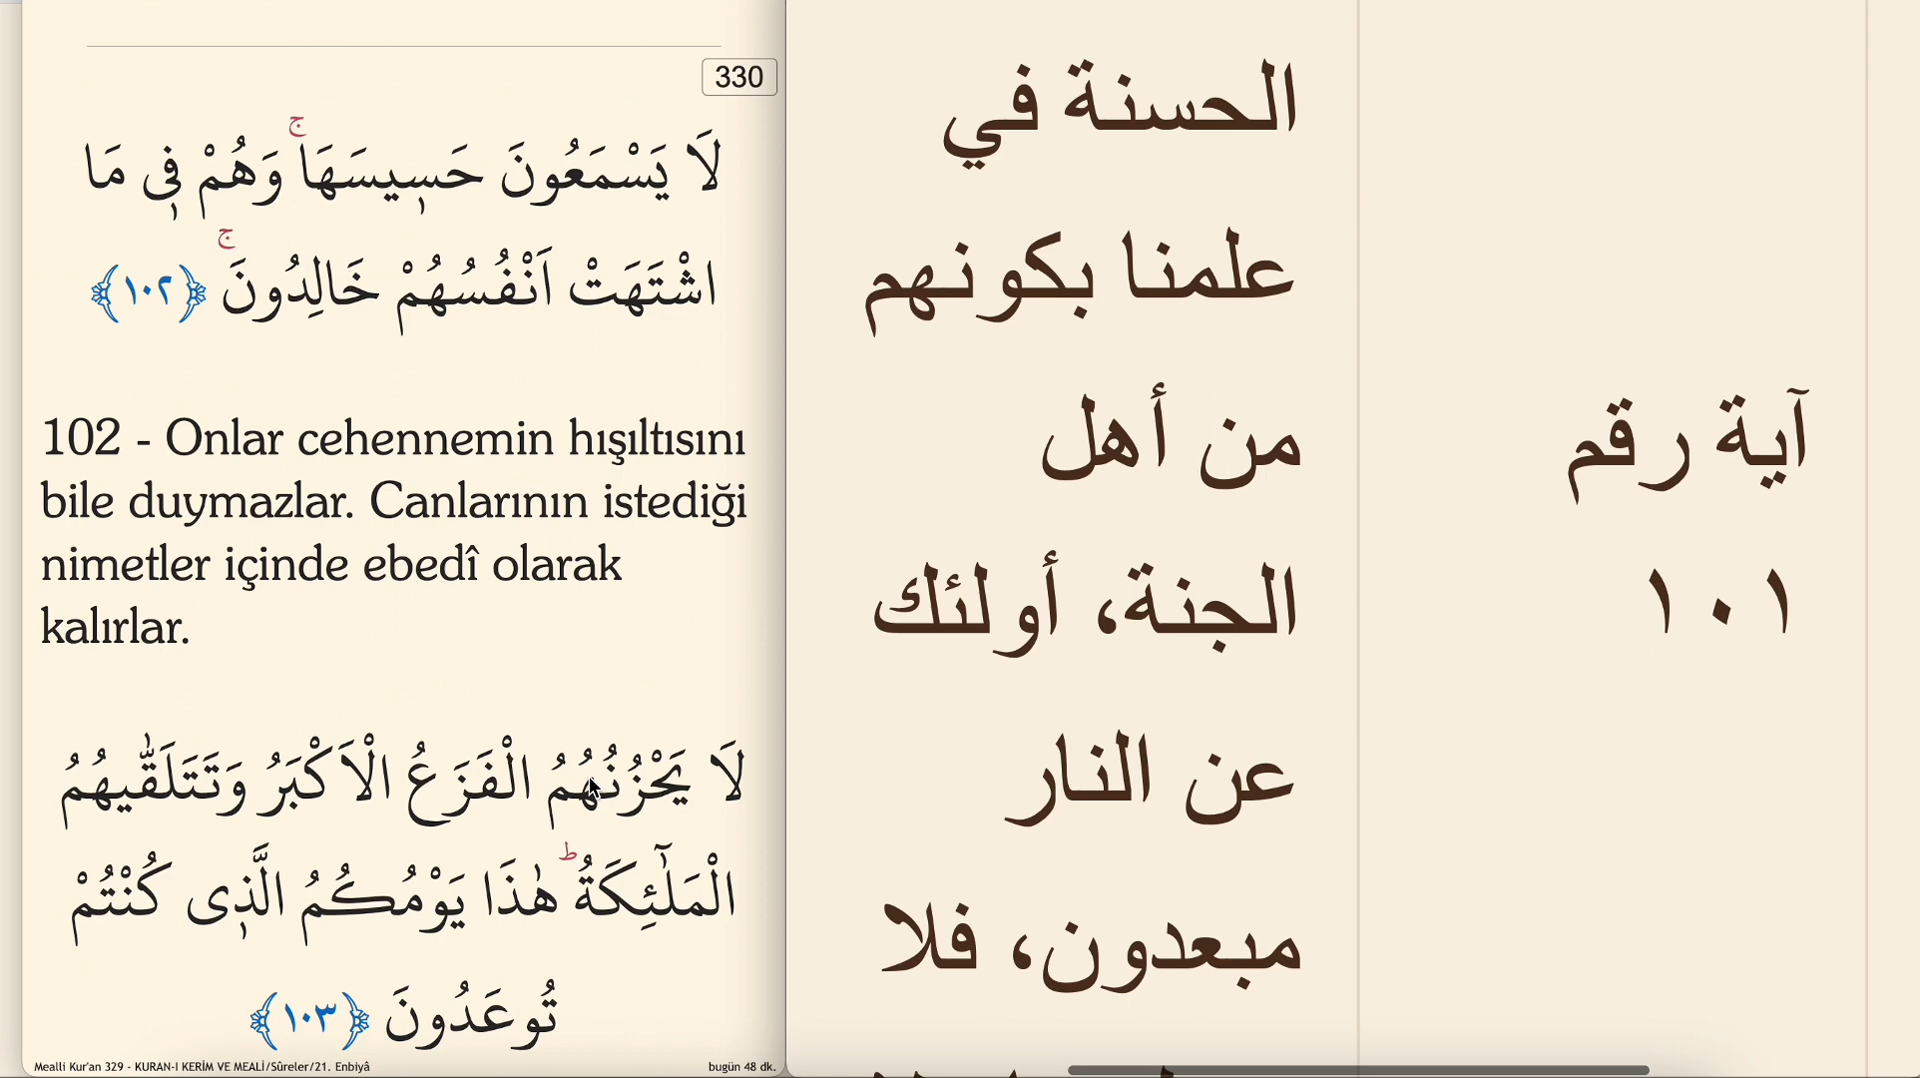 330
لَا يَسْمَعُونَ حَسٖيسَهَاۚ وَهُمْ فٖى مَا
اشْتَهَتْ اَنْفُسُهُمْ خَالِدُونَۚ ﴿١٠٢﴾
102 - Onlar cehennemin hışıltısını
bile duymazlar. Canlarının istediği
nimetler içinde ebedî olarak
kalırlar.
لَا يَحْزُنُهُمُ الْفَزَعُ الْاَكْبَرُ وَتَتَلَقّٰيهُمُ
الْمَلٰٓئِكَةُؕ هٰذَا يَوْمُكُمُ الَّذٖى كُنْتُمْ
تُوعَدُونَ ﴿١٠٣﴾
Mealli Kur'an 329 - KURAN-I KERİM VE MEALİ/Sûreler/21. Enbiyâ
bugün 48 dk.
الحسنة في
علمنا بكونهم
من أهل
الجنة، أولئك
عن النار
مبعدون، فلا
آية رقم
١٠١